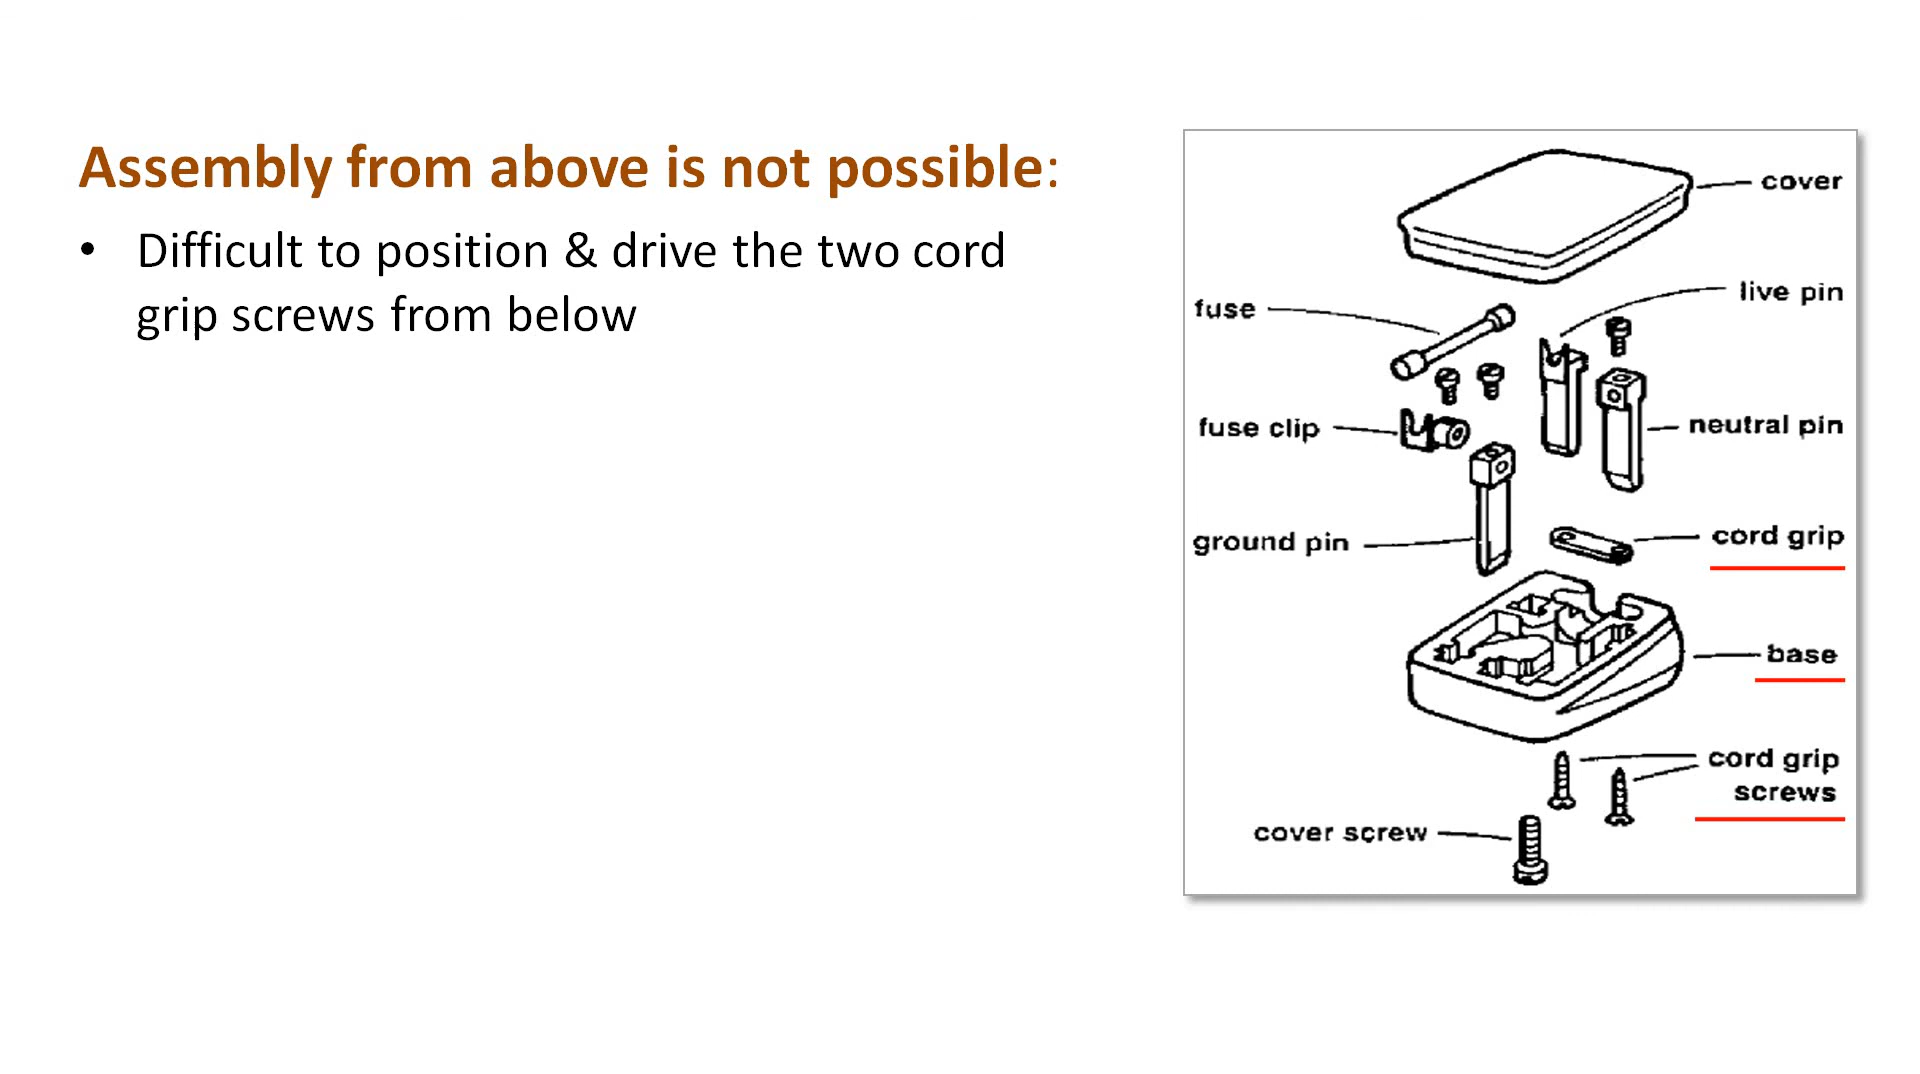 Assembly from above is not possible:
• Difficult to position & drive the two cord
grip screws from below
cover
live pin
fuse
fuse clip
neutral pin
ground pin
cord grip
base
cord grip
screws
cover screw